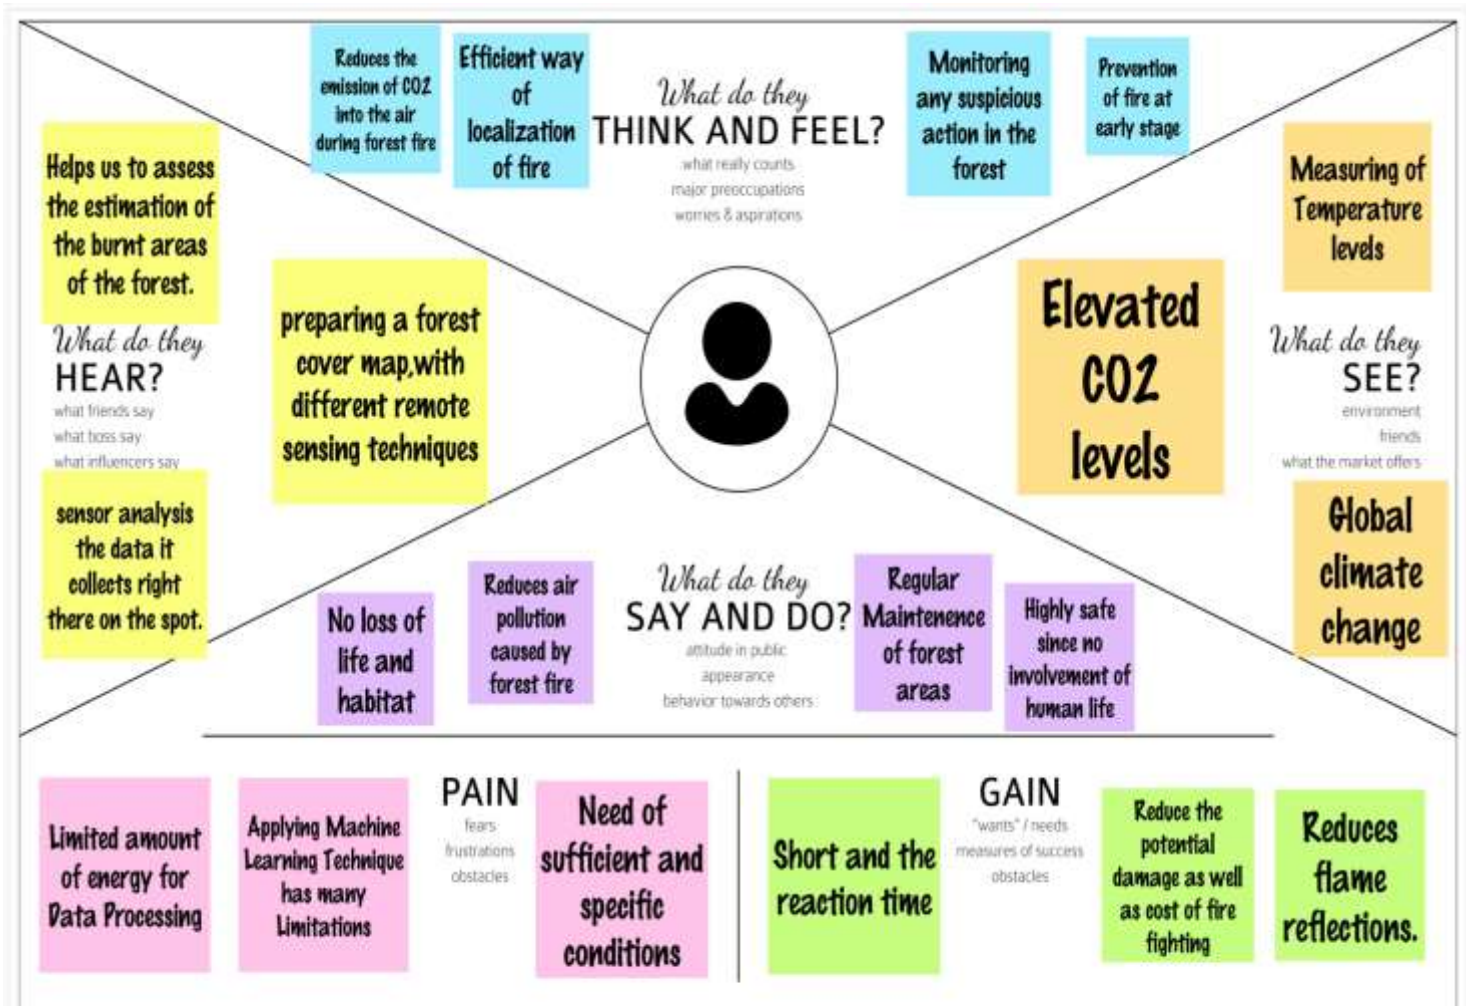 Reduces the
emission of CO2
into the air
during forest fire
Efficient way
of
localization
of fire
What do they
THINK AND FEEL?
what really counts
major preoccupations
worries & aspirations
Monitoring
any suspicious
action in the
forest
Prevention
of fire at
early stage
Helps us to assess
the estimation of
the burnt areas
of the forest.
What do they
HEAR?
what friends say
what boss say
what influencers say
sensor analysis
the data it
collects right
there on the spot.
preparing a forest
cover map,with
different remote
sensing techniques
Elevated
CO2
levels
Measuring of
Temperature
levels
What do they
SEE?
environment
friends
what the market offers
Global
climate
change
No loss of
life and
habitat
Reduces air
pollution
caused by
forest fire
What do they
SAY AND DO?
attitude in public
appearance
behavior towards others
Regular
Maintenence
of forest
areas
Highly safe
since no
involvement of
human life
Limited amount
of energy for
Data Processing
Applying Machine
Learning Technique
has many
Limitations
PAIN
fears
frustrations
obstacles
Need of
sufficient and
specific
conditions
Short and the
reaction time
GAIN
"wants" / needs
measures of success
obstacles
Reduce the
potential
damage as well
as cost of fire
fighting
Reduces
flame
reflections.